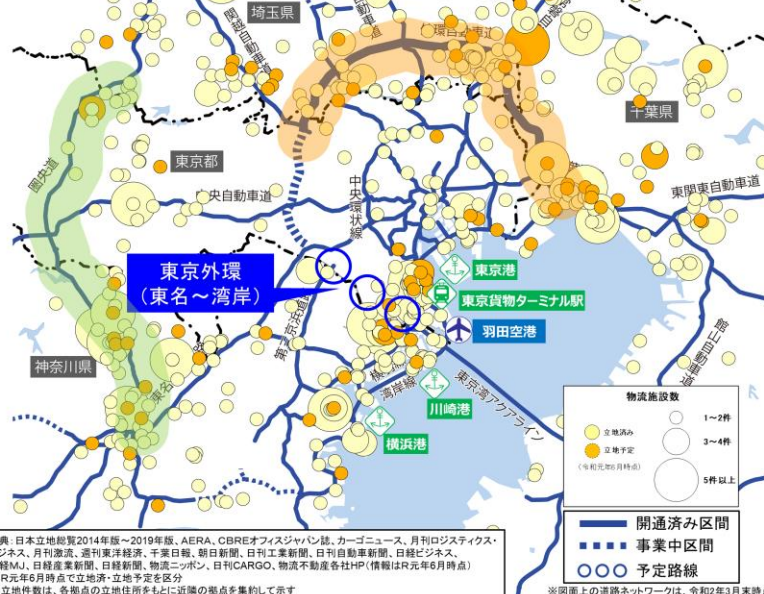 埼玉県
関越自動車道
外環自動車道
千葉県
東京都
圏央道
中央自動車道
中央環状線
東関東自動車道
東京外環
（東名～湾岸）
東京港
東京貨物ターミナル駅
羽田空港
神奈川県
東名
湾岸線
川崎港
横浜港
東京湾アクアライン
館山自動車道
物流施設数
立地済み
立地予定
（令和元年6月時点）
1～2件
3～4件
5件以上
開通済み区間
事業中区間
予定路線
典：日本立地総覧2014年版～2019年版、AERA、CBREオフィスジャパン誌、カーゴニュース、月刊ロジスティクス・
ジネス、月刊激流、週刊東洋経済、千葉日報、朝日新聞、日刊工業新聞、日刊自動車新聞、日経ビジネス、
経MJ、日経産業新聞、日経新聞、物流ニッポン、日刊CARGO、物流不動産各社HP（情報はR元年6月時点）
R元年6月時点で立地済・立地予定を区分
立地件数は、各拠点の立地住所をもとに近隣の拠点を集約して示す
※図面上の道路ネットワークは、令和2年3月末時点